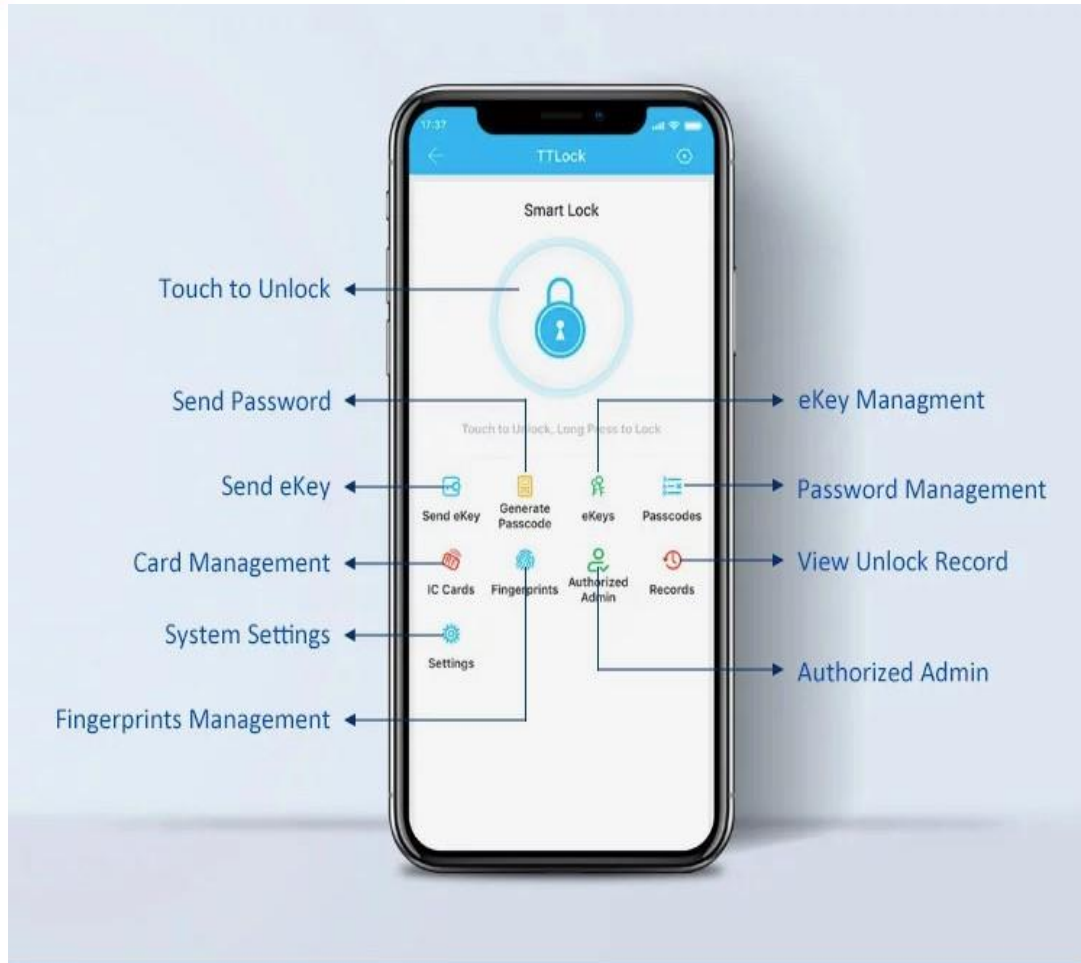 17:37
TTLock
Smart Lock
Touch to Unlock
Send Password
eKey Managment
Touch to Unlock, Long Press to Lock
Send eKey
Password Management
Send eKey
Generate
Passcode
eKeys
Passcodes
Card Management
View Unlock Record
IC Cards
Fingerprints
Authorized
Admin
Records
System Settings
Settings
Authorized Admin
Fingerprints Management